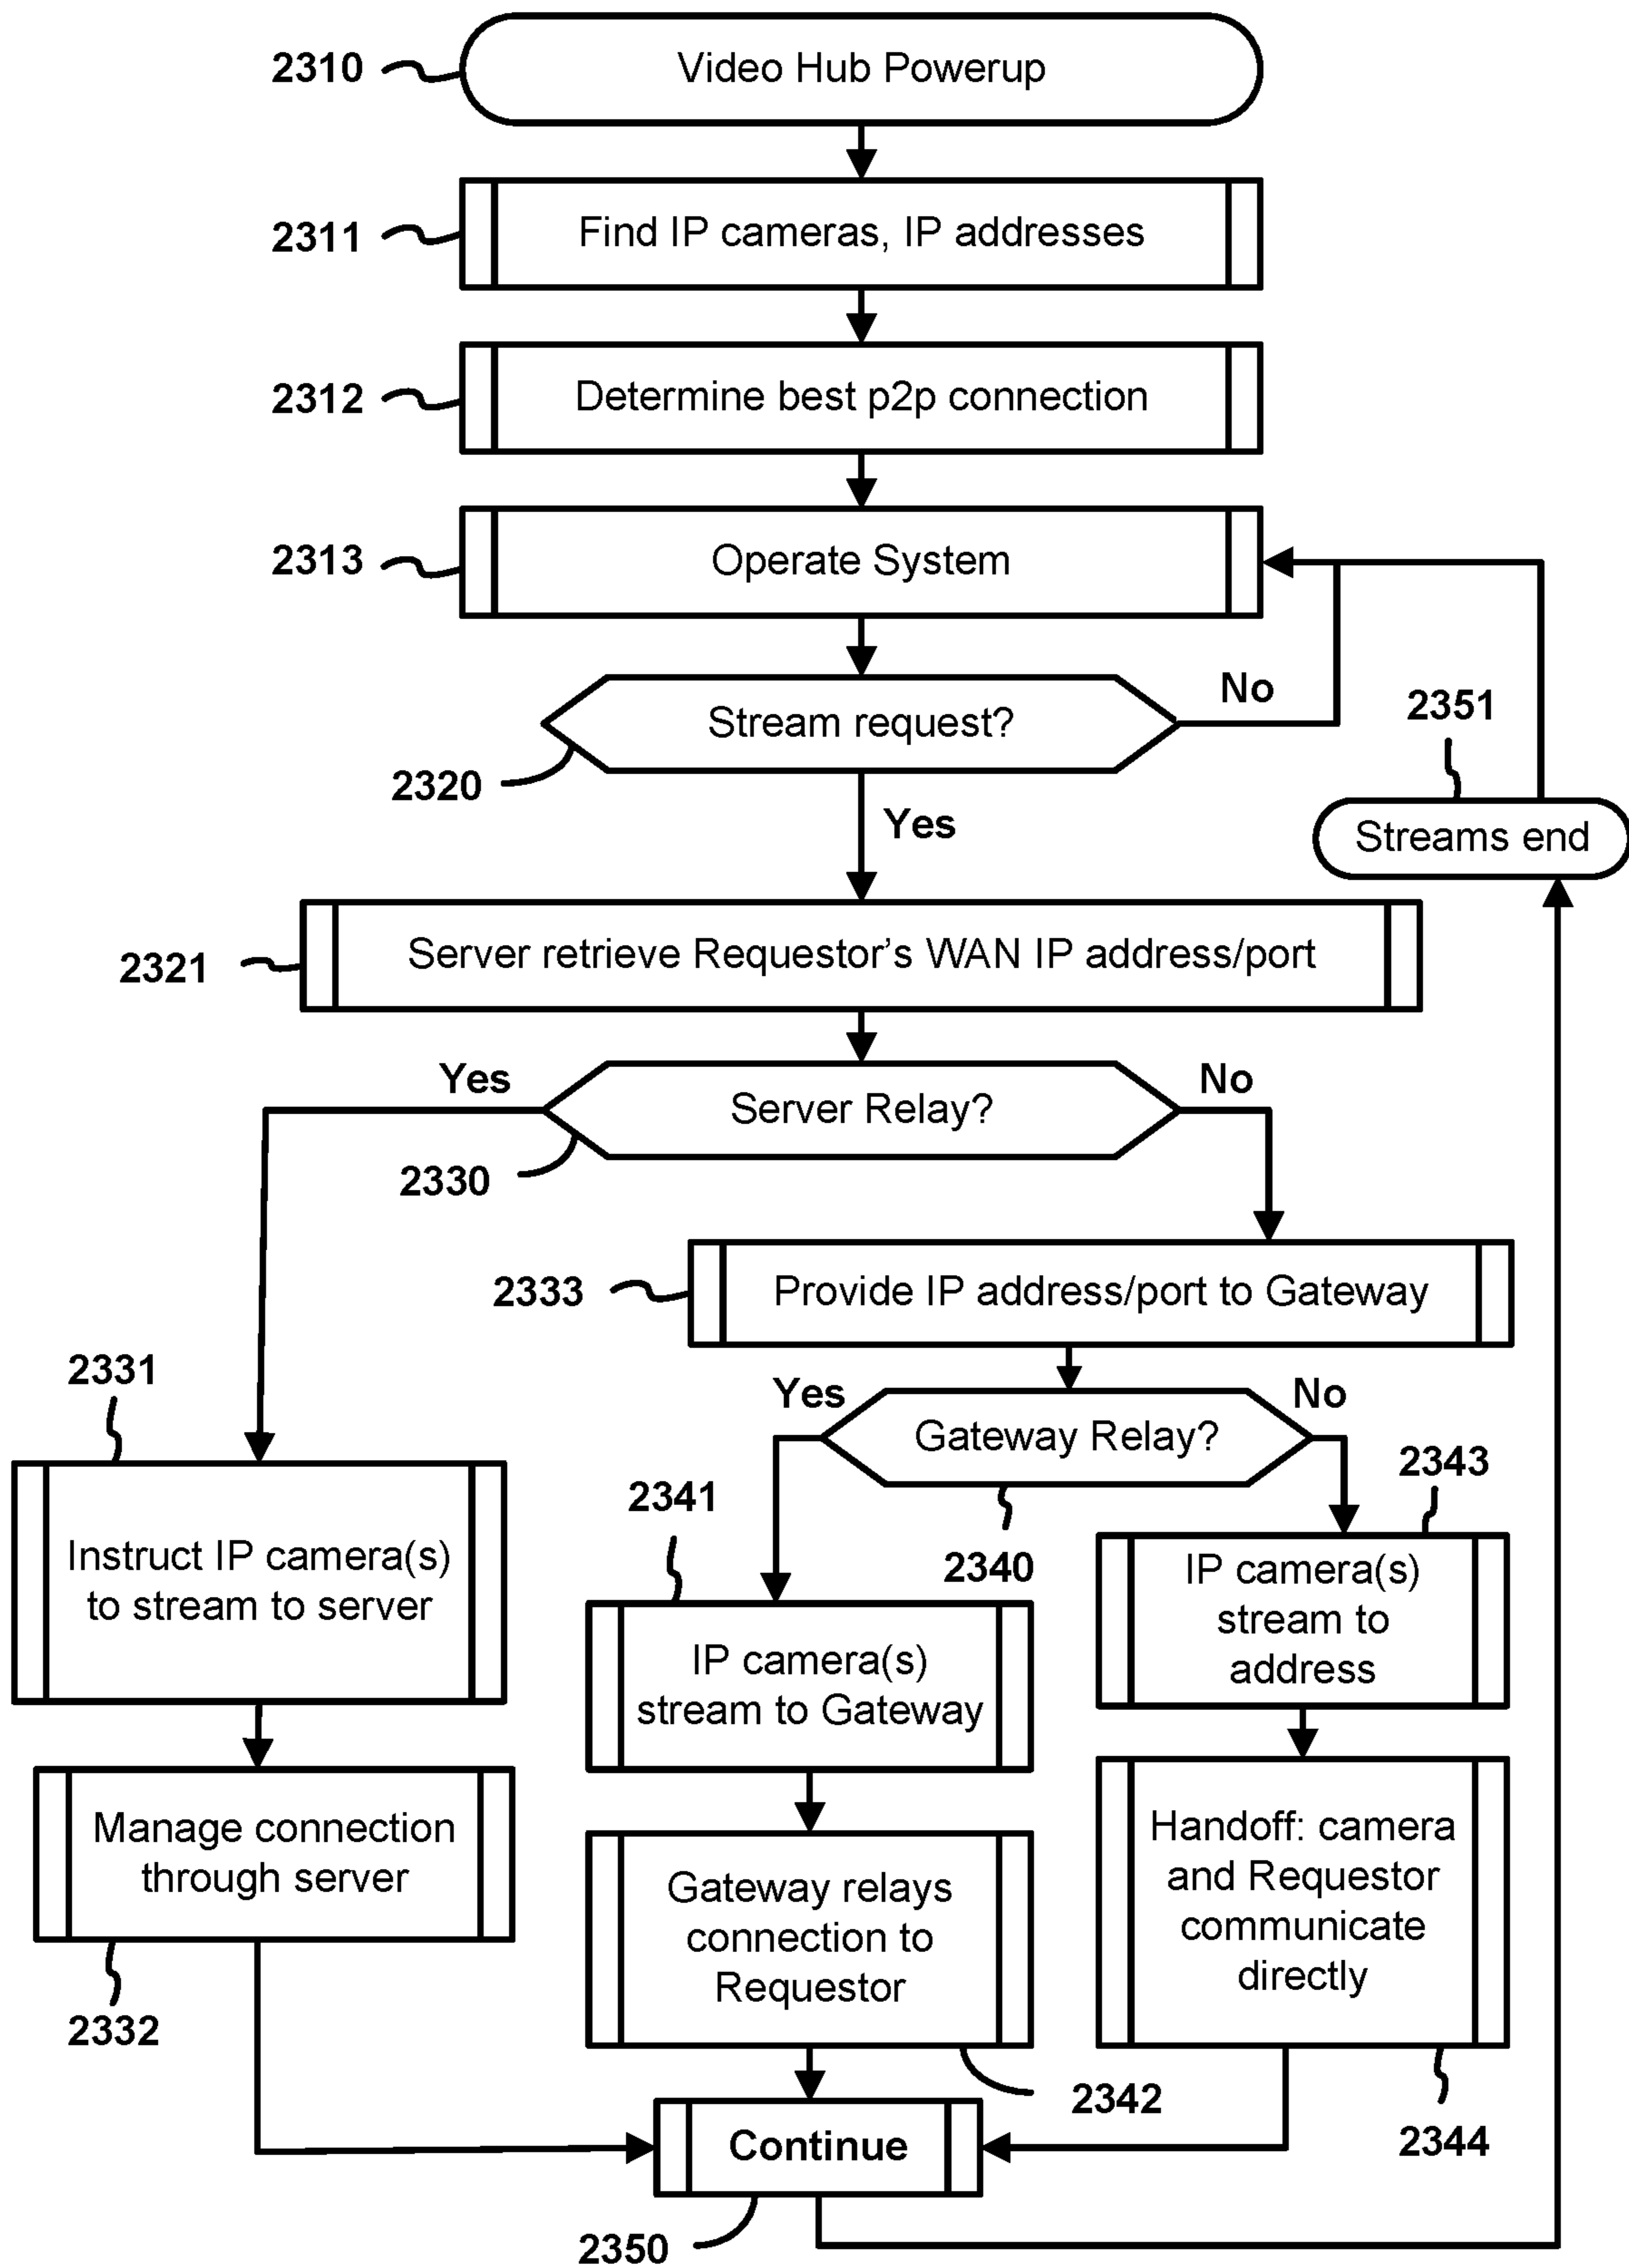 2310
Video Hub Powerup
2311
Find IP cameras, IP addresses
2312
Determine best p2p connection
2313
Operate System
Stream request?
No
2320
Yes
2351
Streams end
2321
Server retrieve Requestor’s WAN IP address/port
Yes
Server Relay?
No
2330
2333
Provide IP address/port to Gateway
Yes
Gateway Relay?
No
2340
2331
Instruct IP camera(s)
to stream to server
Manage connection
through server
2332
2341
IP camera(s)
stream to Gateway
Gateway relays
connection to
Requestor
2342
2343
IP camera(s)
stream to
address
Handoff: camera
and Requestor
communicate
directly
2344
Continue
2350